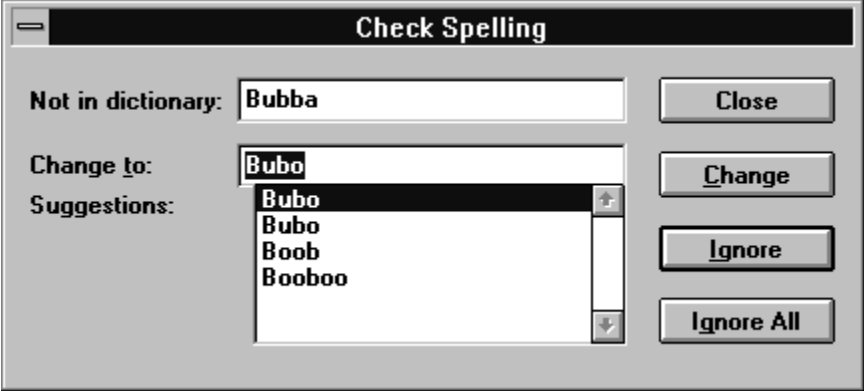 Check Spelling
Not in dictionary: Bubba Close
Change to: Bubo Change
Suggestions: Bubo
Bubo
Boob
Booboo
Ignore
Ignore All